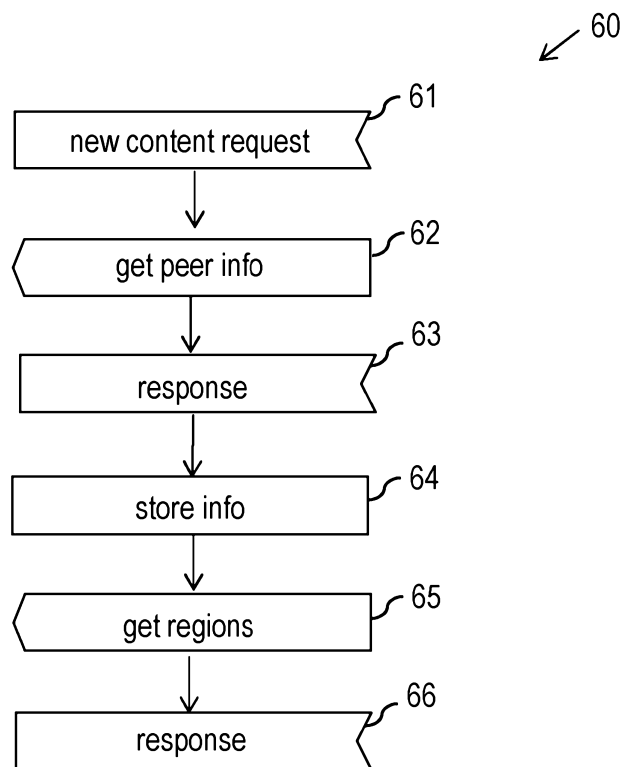 60
61
new content request
62
get peer info
63
response
64
store info
65
get regions
66
response